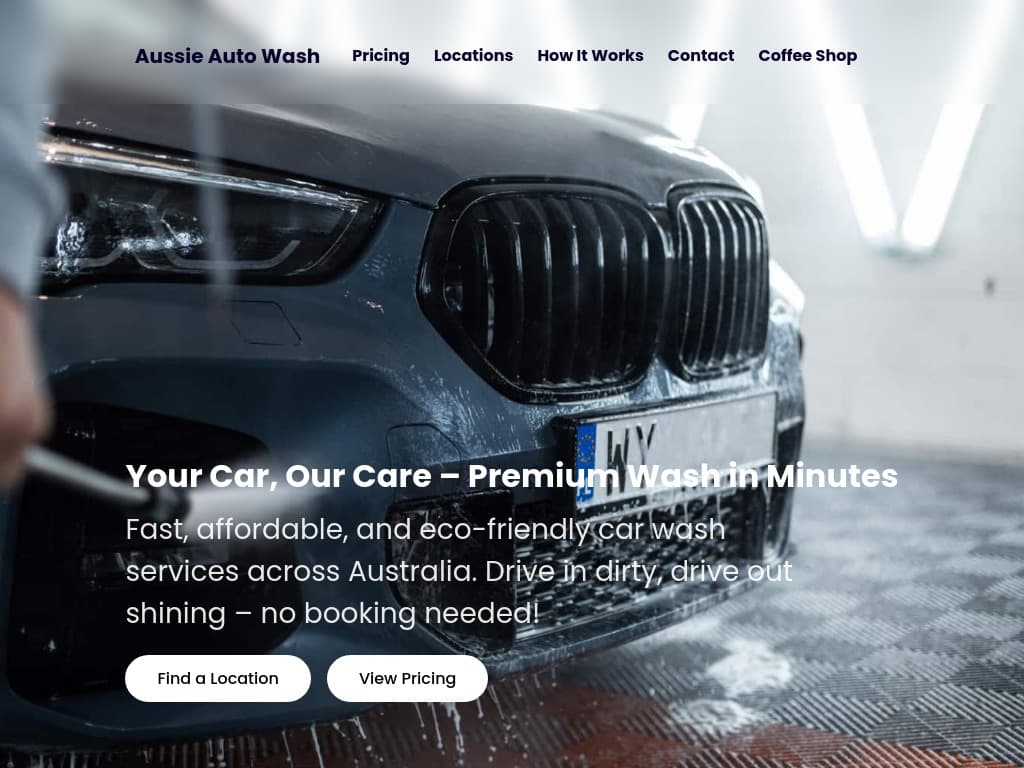 Aussie Auto Wash Pricing Locations How It Works Contact Coffee Shop
WY
Your Car, Our Care – Premium Wash in Minutes
Fast, affordable, and eco-friendly car wash
services across Australia. Drive in dirty, drive out
shining – no booking needed!
Find a Location View Pricing